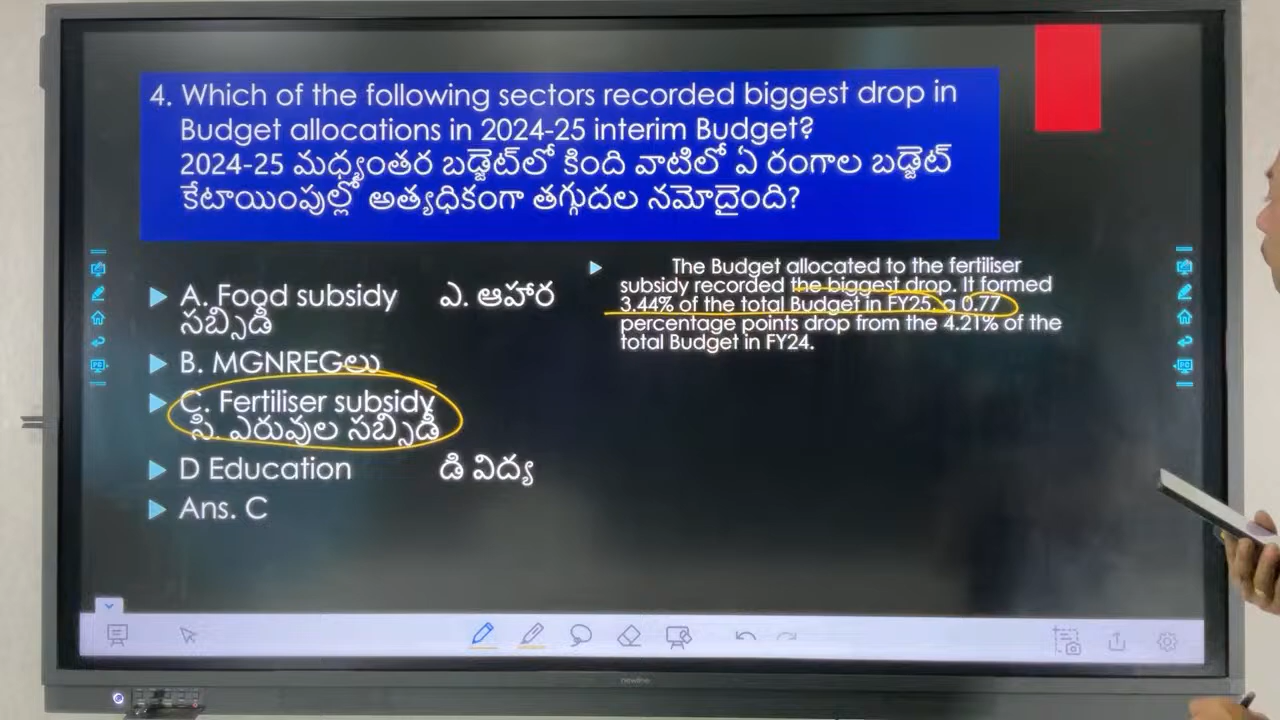 4. Which of the following sectors recorded biggest drop in
Budget allocations in 2024-25 interim Budget?
2024-25 మధ్యంతర బడ్జెట్‌లో కింది వాటిలో ఏ రంగాల బడ్జెట్
కేటాయింపుల్లో అత్యధికంగా తగ్గుదల నమోదైంది?
A. Food subsidy ఎ. ఆహార
సబ్సిడీ
B. MGNREGలు
C. Fertiliser subsidy
సి. ఎరువుల సబ్సిడీ
D Education డి విద్య
Ans. C
The Budget allocated to the fertiliser
subsidy recorded the biggest drop. It formed
3.44% of the total Budget in FY25, a 0.77
percentage points drop from the 4.21% of the
total Budget in FY24.
newline